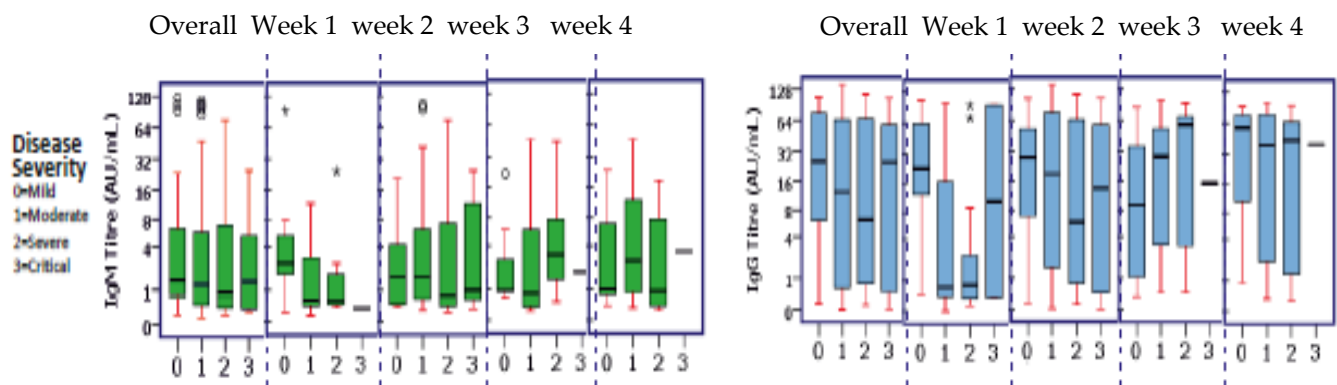 Overall Week 1 week 2 week 3 week 4
Overall Week 1 week 2 week 3 week 4
Disease
Severity
0=Mild
1=Moderate
2=Severe
3=Critical
IgM Titre (AU/mL)
120
64
32
16
8
4
1
0
0 1 2 3 0 1 2 3 0 1 2 3 0 1 2 3 0 1 2 3
IgG Titre (AU/mL)
128
64
32
16
8
4
1
0
0 1 2 3 0 1 2 3 0 1 2 3 0 1 2 3 0 1 2 3